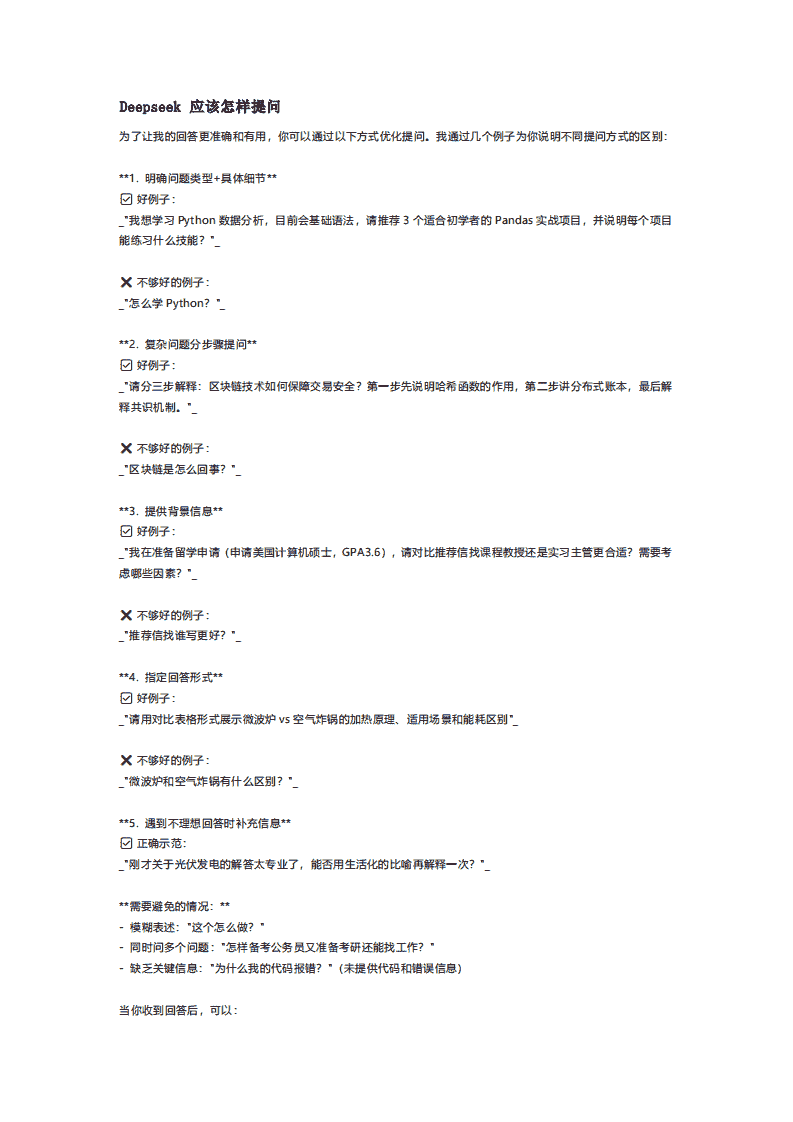 Deepseek 应该怎样提问
为了让我的回答更准确和有用，你可以通过以下方式优化提问。我通过几个例子为你说明不同提问方式的区别：
**1. 明确问题类型+具体细节**
☑ 好例子：
_"我想学习 Python 数据分析，目前会基础语法，请推荐 3 个适合初学者的 Pandas 实战项目，并说明每个项目
能练习什么技能？"_
❌ 不够好的例子：
_"怎么学 Python？"_
**2. 复杂问题分步骤提问**
☑ 好例子：
_"请分三步解释：区块链技术如何保障交易安全？第一步先说明哈希函数的作用，第二步讲分布式账本，最后解
释共识机制。"_
❌ 不够好的例子：
_"区块链是怎么回事？"_
**3. 提供背景信息**
☑ 好例子：
_"我在准备留学申请（申请美国计算机硕士，GPA3.6），请对比推荐信找课程教授还是实习主管更合适？需要考
虑哪些因素？"_
❌ 不够好的例子：
_"推荐信找谁写更好？"_
**4. 指定回答形式**
☑ 好例子：
_"请用对比表格形式展示微波炉 vs 空气炸锅的加热原理、适用场景和能耗区别"_
❌ 不够好的例子：
_"微波炉和空气炸锅有什么区别？"_
**5. 遇到不理想回答时补充信息**
☑ 正确示范：
_"刚才关于光伏发电的解答太专业了，能否用生活化的比喻再解释一次？"_
**需要避免的情况：**
- 模糊表述："这个怎么做？"
- 同时问多个问题："怎样备考公务员又准备考研还能找工作？"
- 缺乏关键信息："为什么我的代码报错？"（未提供代码和错误信息）
当你收到回答后，可以：